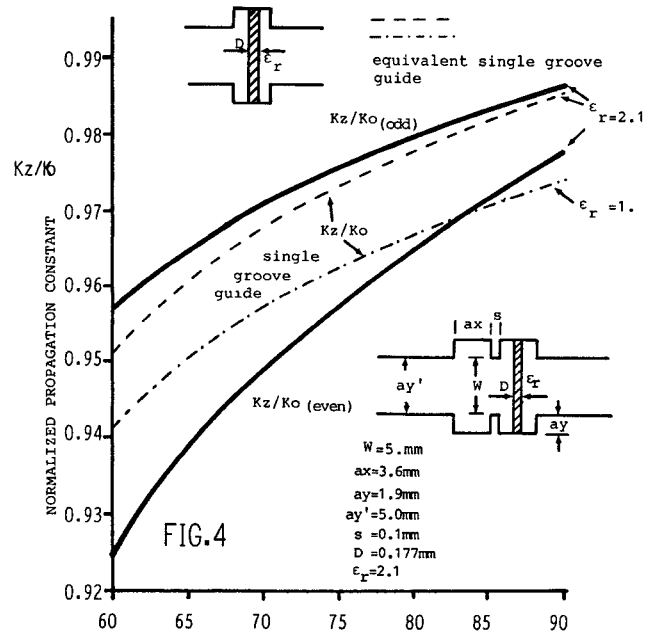 0.99
0.98
0.97
0.96
0.95
0.94
0.93
0.92
Kz/Ko
NORMALIZED PROPAGATION CONSTANT
D
εr
equivalent single groove
guide
Kz/Ko(odd)
εr=2.1
Kz/Ko
εr =1.
single
groove
guide
Kz/Ko(even)
ax
s
ay'
W
D
εr
ay
W=5.mm
ax=3.6mm
ay=1.9mm
ay'=5.0mm
s =0.1mm
D =0.177mm
εr=2.1
FIG.4
60 65 70 75 80 85 90